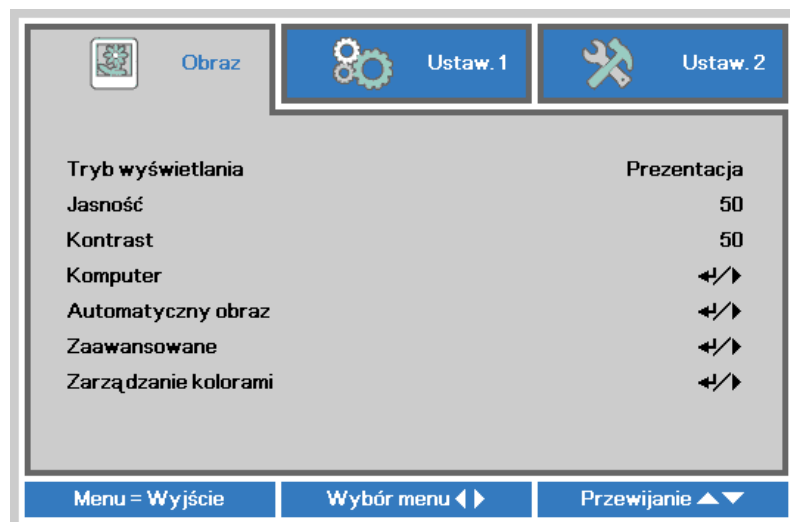 Obraz Ustaw. 1 Ustaw. 2
Tryb wyświetlania Prezentacja
Jasność 50
Kontrast 50
Komputer ↵/▶
Automatyczny obraz ↵/▶
Zaawansowane ↵/▶
Zarządzanie kolorami ↵/▶
Menu = Wyjście Wybór menu ◀ ▶ Przewijanie ▲▼